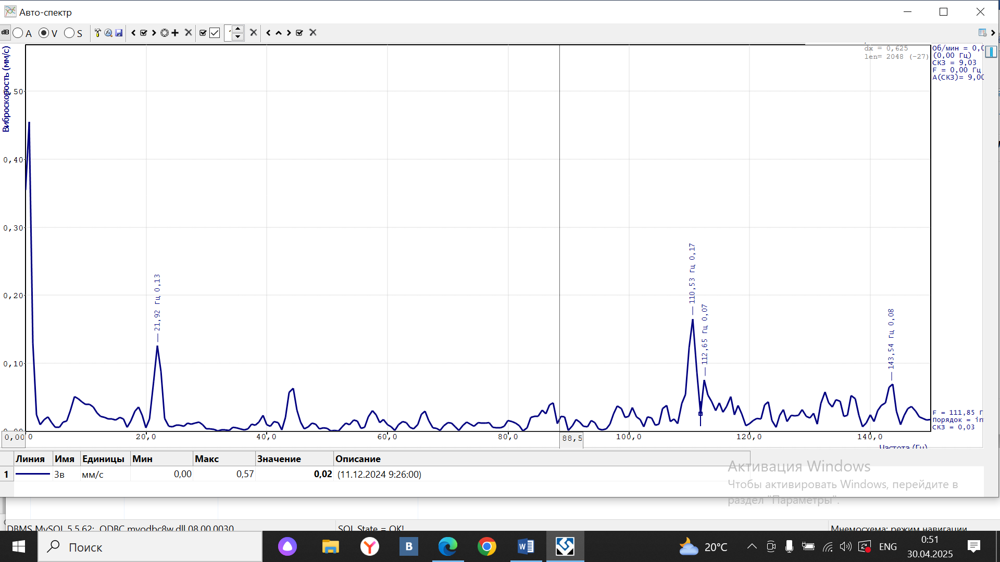 Авто-спектр
dB A V S
Виброскорость (мм/с)
dx = 0,625
len= 2048 (-27)
Об/мин = 0,0
(0,00 Гц)
СКЗ = 9,03
F = 0,00 Гц
А(СКЗ)= 9,00
0,50
0,40
0,30
0,20
0,10
0,00
21,92 Гц 0,13
110,53 Гц 0,17
112,65 Гц 0,07
143,54 Гц 0,08
F = 111,85 Г
Порядок = in
СКЗ = 0,03
0,00 0 20,0 40,0 60,0 80,0 88,5 100,0 120,0 140,0
Частота (Гц)
Линия Имя Единицы Мин Макс Значение Описание
1 3в мм/с 0,00 0,57 0,02 (11.12.2024 9:26:00)
Активация Windows
Чтобы активировать Windows, перейдите в
раздел "Параметры".
DBMS MySQL 5.5.62; ODBC myodbc8w.dll 08.00.0030
SQL State = OK!
Мнемосхема: режим навигации
Поиск
20°C
ENG
0:51
30.04.2025